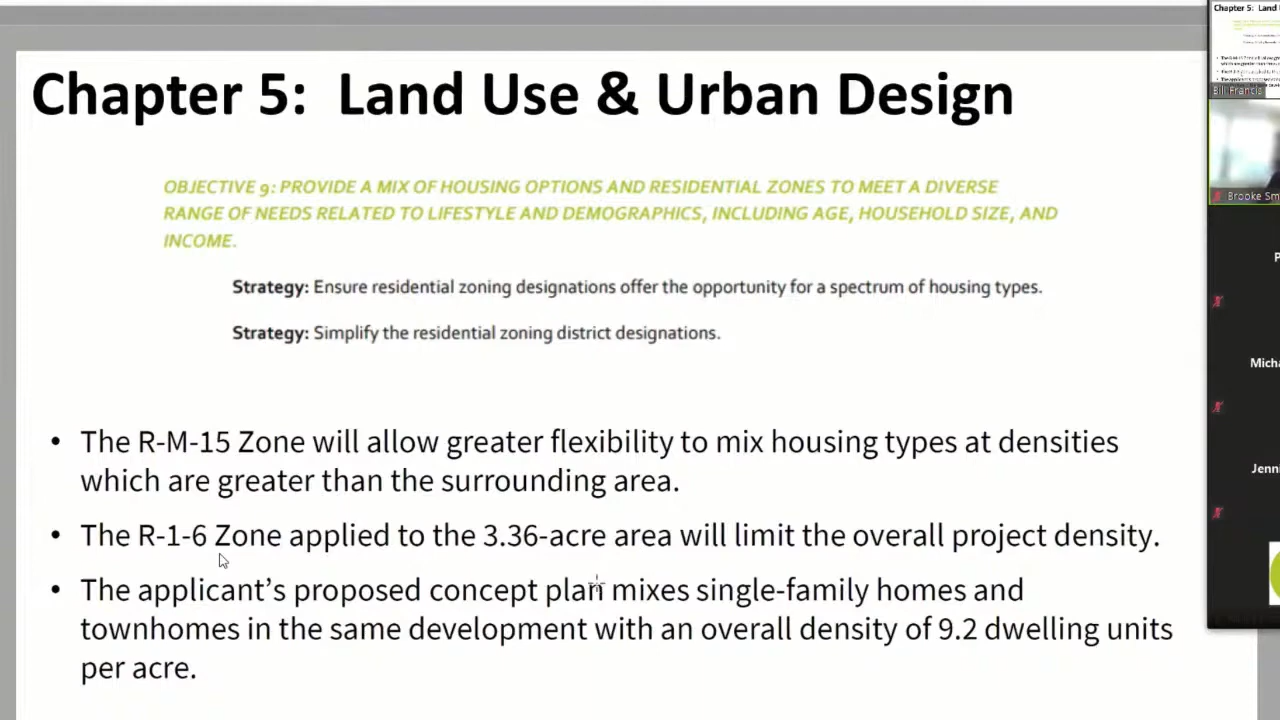 Chapter 5: Land Use & Urban Design
OBJECTIVE 9: PROVIDE A MIX OF HOUSING OPTIONS AND RESIDENTIAL ZONES TO MEET A DIVERSE
RANGE OF NEEDS RELATED TO LIFESTYLE AND DEMOGRAPHICS, INCLUDING AGE, HOUSEHOLD SIZE, AND
INCOME.
Strategy: Ensure residential zoning designations offer the opportunity for a spectrum of housing types.
Strategy: Simplify the residential zoning district designations.
• The R-M-15 Zone will allow greater flexibility to mix housing types at densities
which are greater than the surrounding area.
• The R-1-6 Zone applied to the 3.36-acre area will limit the overall project density.
• The applicant’s proposed concept plan mixes single-family homes and
townhomes in the same development with an overall density of 9.2 dwelling units
per acre.
Chapter 5: Land
Bill Francis
Brooke Sm
P
Micha
Jenni